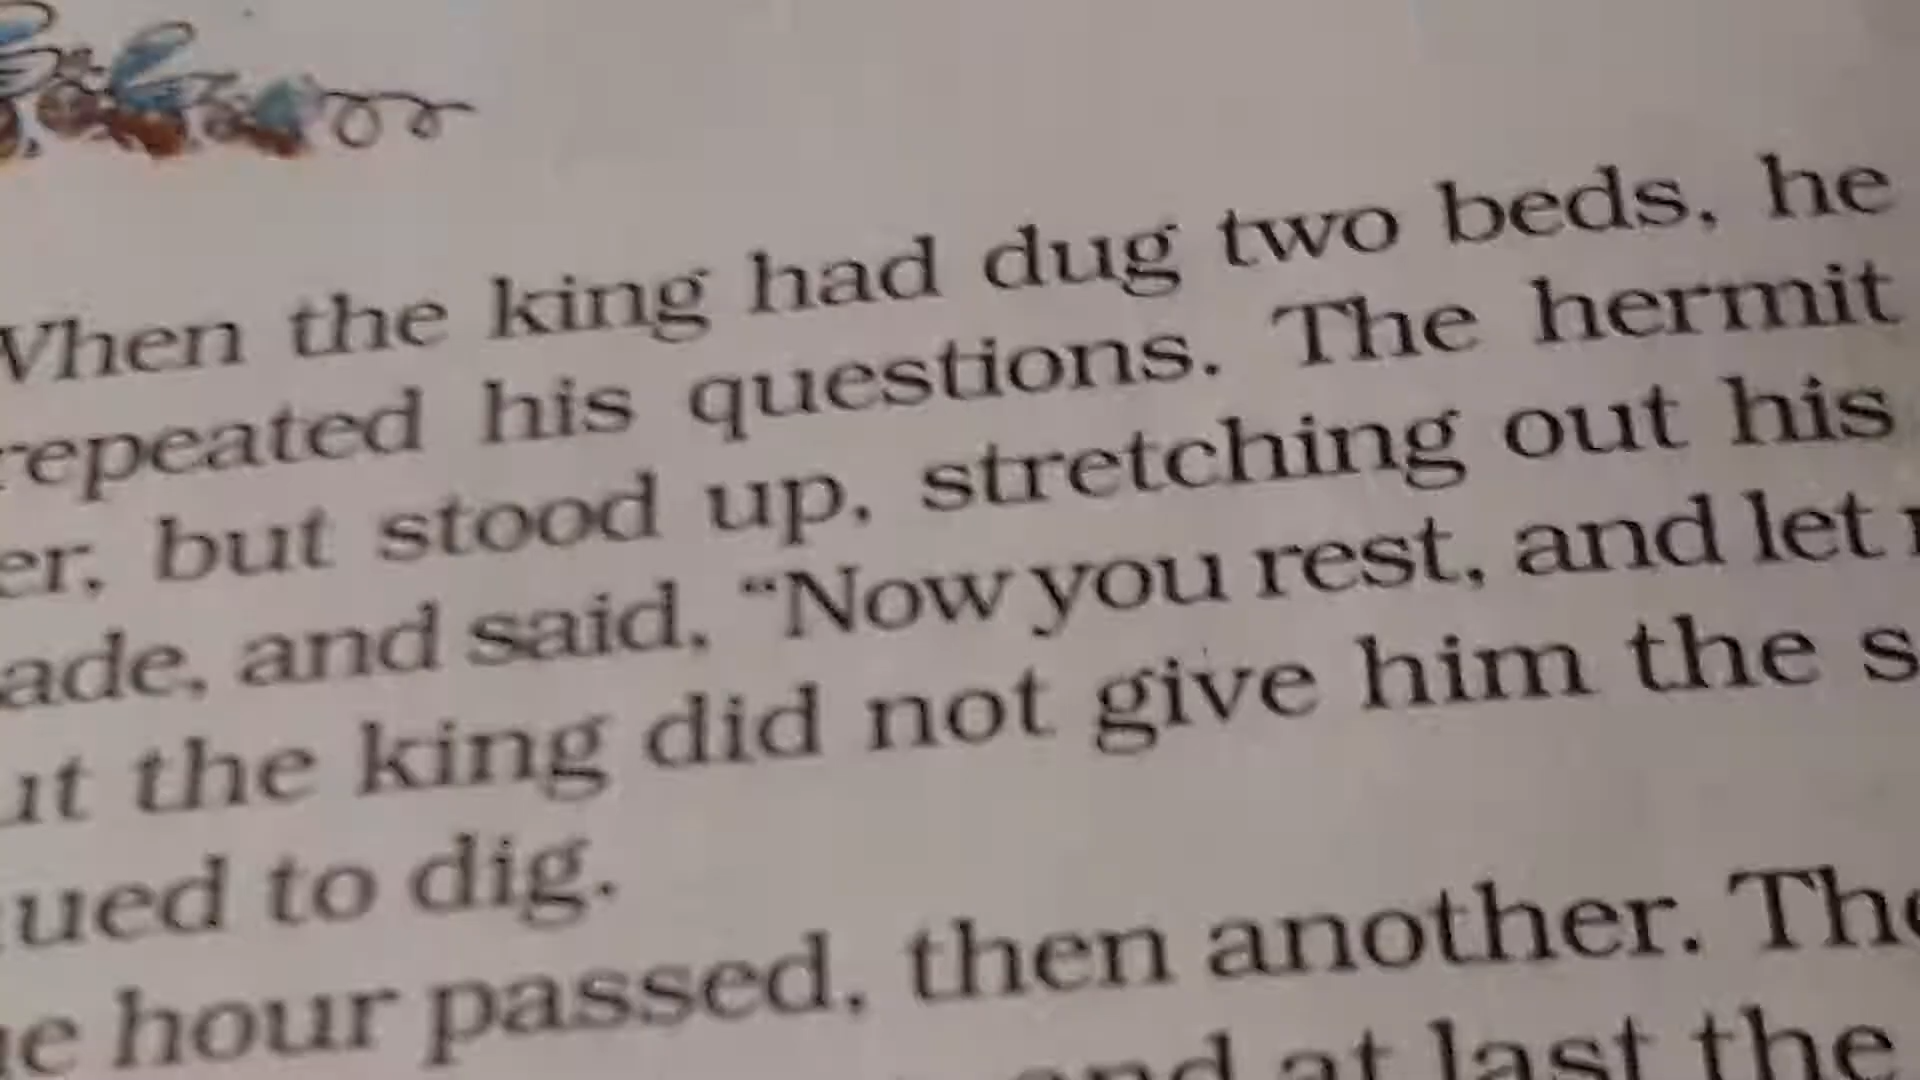 When the king had dug two beds, he
repeated his questions. The hermit
er, but stood up, stretching out his
ade, and said, “Now you rest, and let
ut the king did not give him the s
ued to dig.
e hour passed, then another. The
and at last the